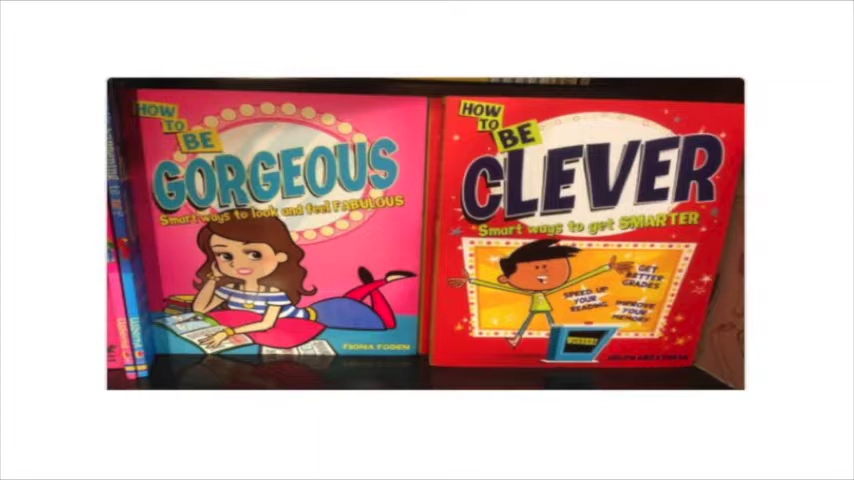 HOW
TO
BE
GORGEOUS
Smart ways to look and feel FABULOUS
FIONA FODEN
HOW
TO
BE
CLEVER
Smart ways to get SMARTER
GET
BETTER
GRADES
SPEED UP
YOUR
READING
IMPROVE
YOUR
MEMORY